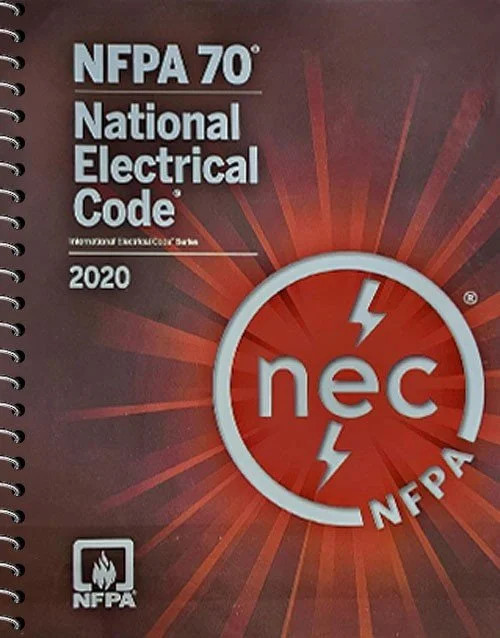 NFPA 70®
National
Electrical
Code®
International Electrical Code® Series
2020
®
nec
NFPA
NFPA